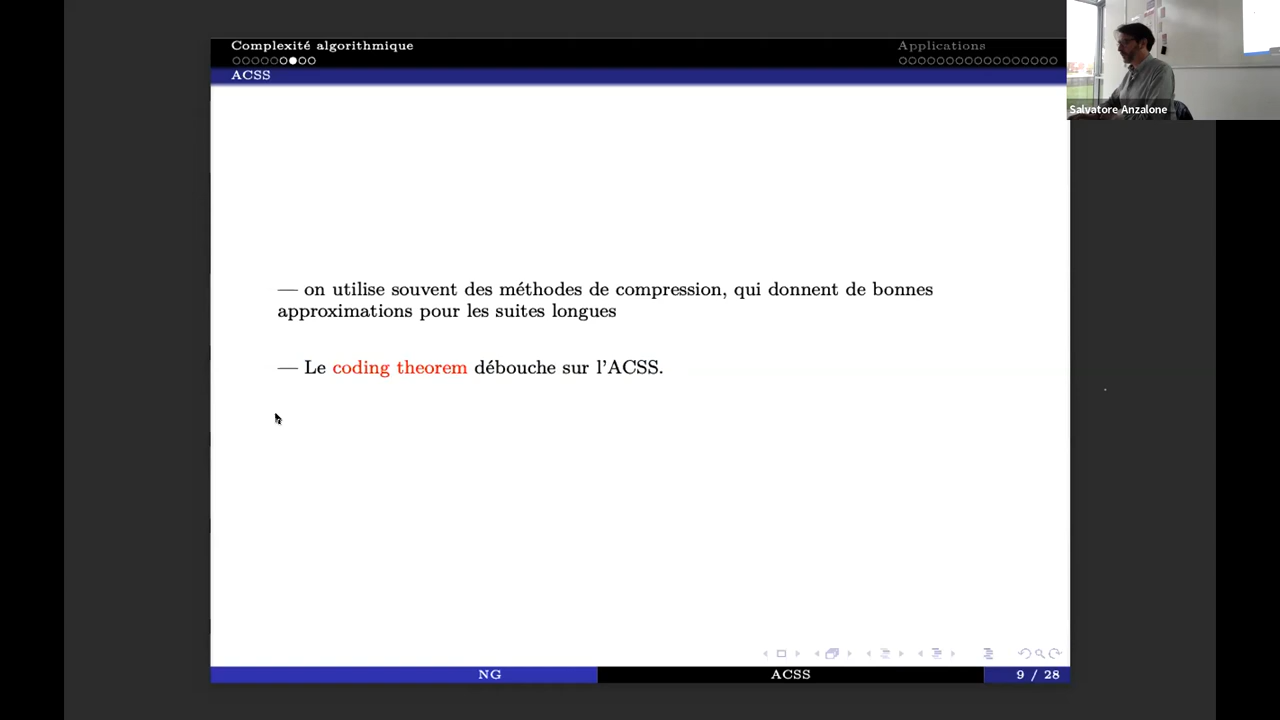 Complexité algorithmique
Applications
ACSS
Salvatore Anzalone
— on utilise souvent des méthodes de compression, qui donnent de bonnes
approximations pour les suites longues
— Le coding theorem débouche sur l'ACSS.
NG
ACSS
9 / 28